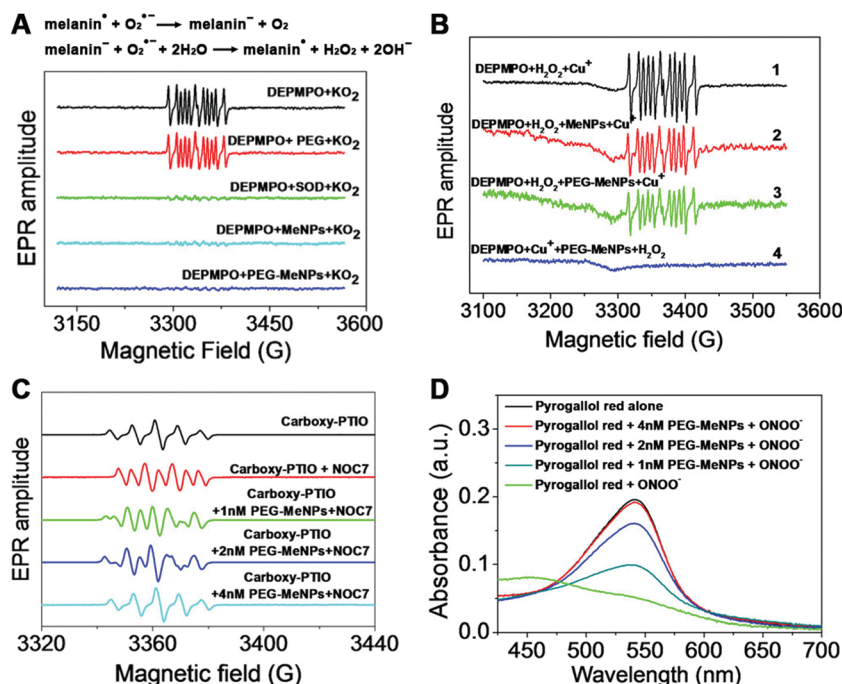 A
melanin• + O₂•⁻ → melanin⁻ + O₂
melanin⁻ + O₂•⁻ + 2H₂O → melanin• + H₂O₂ + 2OH⁻
EPR amplitude
DEPMPO+KO₂
DEPMPO+ PEG+KO₂
DEPMPO+SOD+KO₂
DEPMPO+MeNPs+KO₂
DEPMPO+PEG-MeNPs+KO₂
3150 3300 3450 3600
Magnetic Field (G)
B
EPR amplitude
DEPMPO+H₂O₂+Cu⁺ 1
DEPMPO+H₂O₂+MeNPs+Cu⁺ 2
DEPMPO+H₂O₂+PEG-MeNPs+Cu⁺ 3
DEPMPO+Cu⁺+PEG-MeNPs+H₂O₂ 4
3100 3200 3300 3400 3500 3600
Magnetic field (G)
C
EPR amplitude
Carboxy-PTIO
Carboxy-PTIO + NOC7
Carboxy-PTIO
+1nM PEG-MeNPs+NOC7
Carboxy-PTIO
+2nM PEG-MeNPs+NOC7
Carboxy-PTIO
+4nM PEG-MeNPs+NOC7
3320 3360 3400 3440
Magnetic field (G)
D
Absorbance (a.u.)
0.3
0.2
0.1
0.0
Pyrogallol red alone
Pyrogallol red + 4nM PEG-MeNPs + ONOO⁻
Pyrogallol red + 2nM PEG-MeNPs + ONOO⁻
Pyrogallol red + 1nM PEG-MeNPs + ONOO⁻
Pyrogallol red + ONOO⁻
450 500 550 600 650 700
Wavelength (nm)